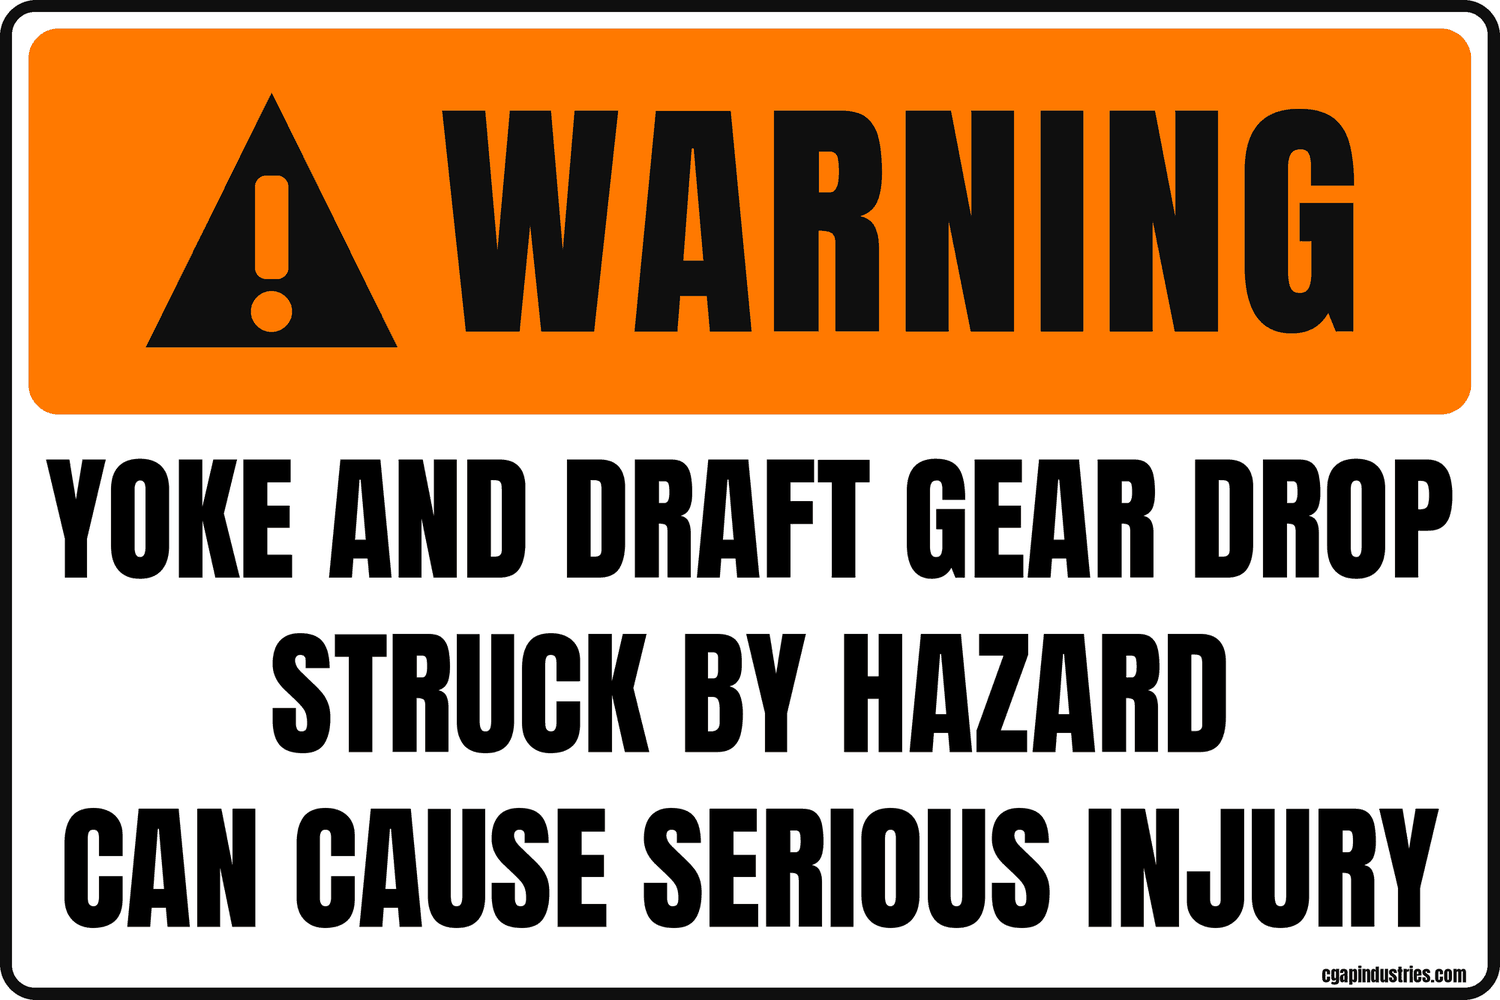 WARNING
YOKE AND DRAFT GEAR DROP
STRUCK BY HAZARD
CAN CAUSE SERIOUS INJURY
cgapindustries.com